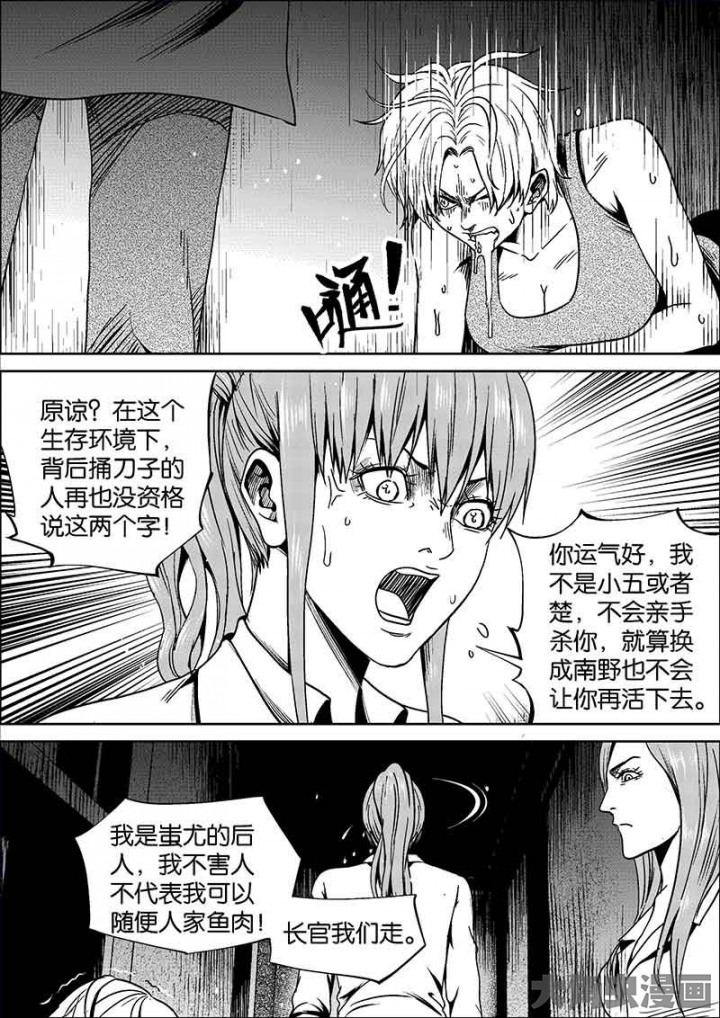 嗵！
原谅？在这个
生存环境下，
背后捅刀子的
人再也没资格
说这两个字！
你运气好，我
不是小五或者
楚，不会亲手
杀你，就算换
成南野也不会
让你再活下去。
我是蚩尤的后
人，我不害人
不代表我可以
随便人家鱼肉！
长官我们走。
漫画